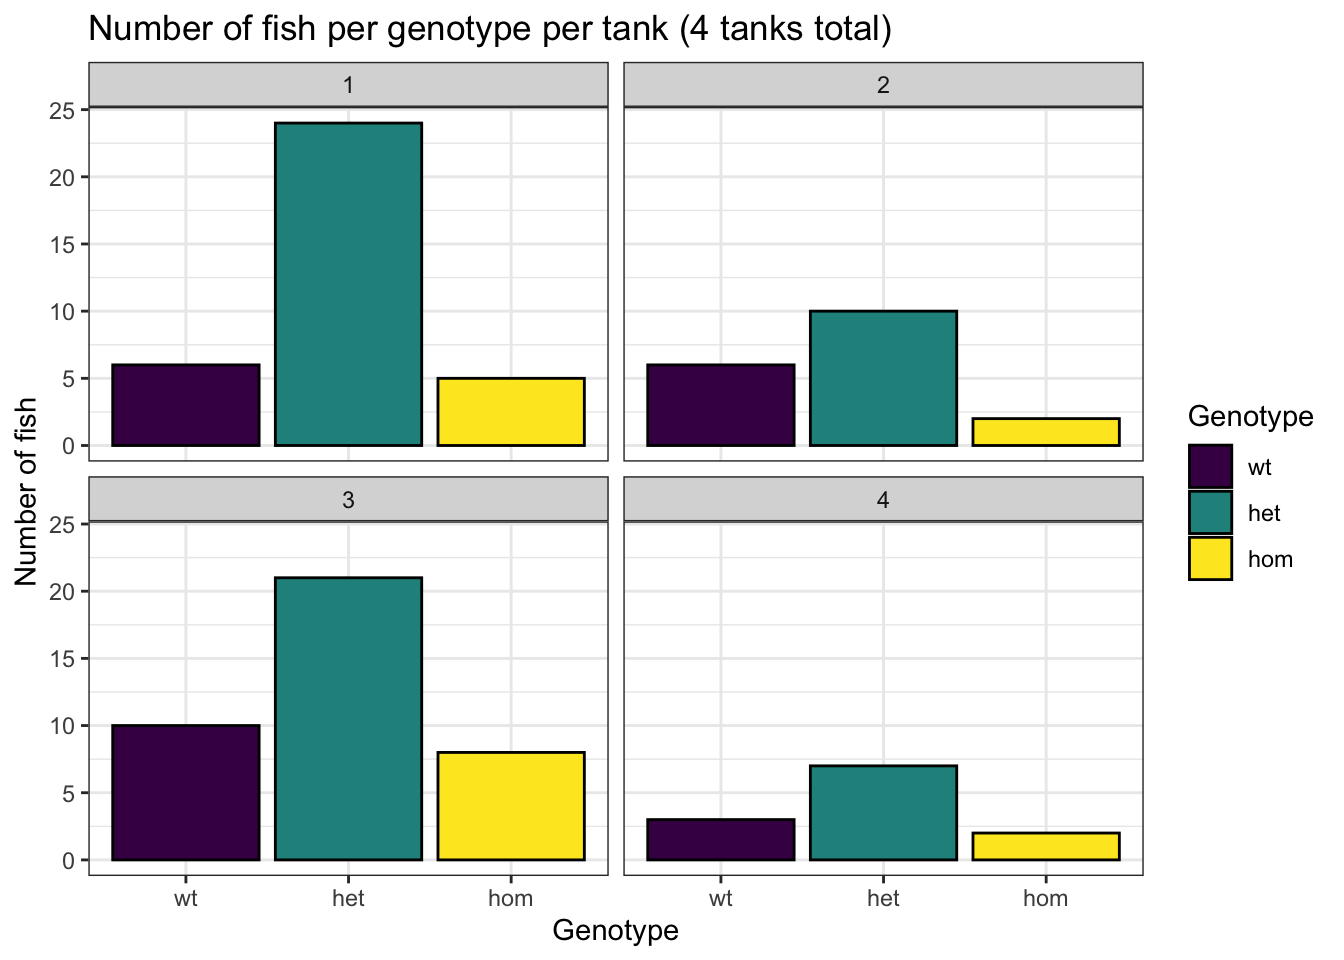 Number of fish per genotype per tank (4 tanks total)
1
2
25
20
15
10
5
0
3
4
25
20
15
10
5
0
wt
het
hom
wt
het
hom
Genotype
Number of fish
Genotype
wt
het
hom